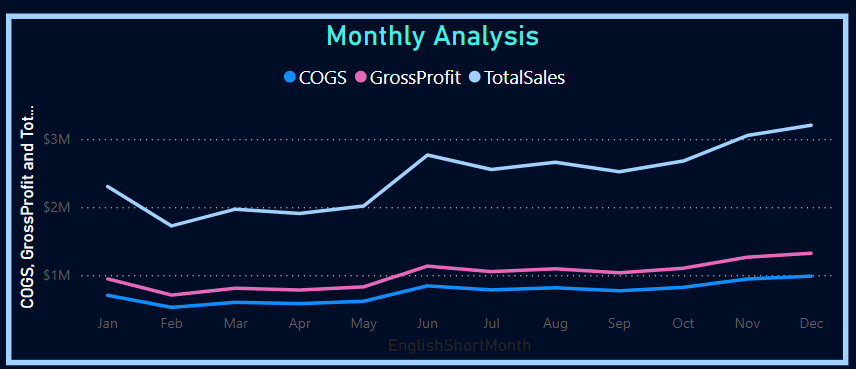 Monthly Analysis
COGS GrossProfit TotalSales
COGS, GrossProfit and Tot...
$3M
$2M
$1M
Jan Feb Mar Apr May Jun Jul Aug Sep Oct Nov Dec
EnglishShortMonth